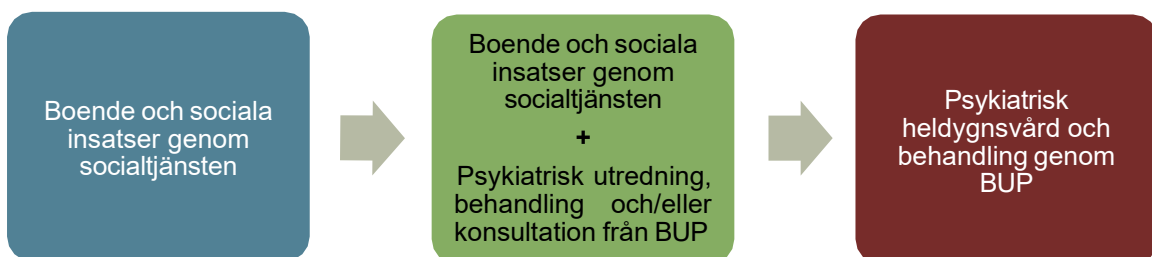 Boende och sociala
insatser genom
socialtjänsten
Boende och sociala
insatser genom
socialtjänsten
+
Psykiatrisk utredning,
behandling och/eller
konsultation från BUP
Psykiatrisk
heldygnsvård och
behandling genom
BUP